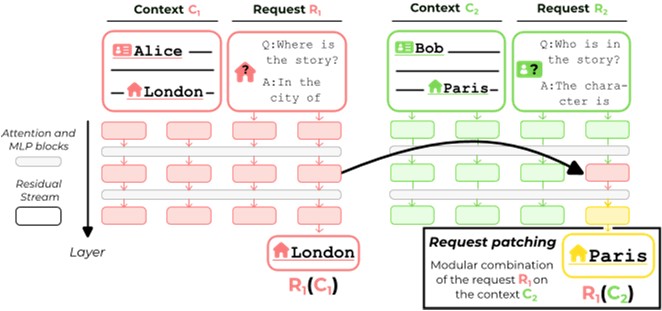 Context C₁
Request R₁
Context C₂
Request R₂
Alice
London
Q:Where is
the story?
A:In the
city of
Bob
Paris
Q:Who is in
the story?
A:The chara-
cter is
Attention and
MLP blocks
Residual
Stream
Layer
London
R₁(C₁)
Request patching
Modular combination
of the request R₁ on
the context C₂
Paris
R₁(C₂)